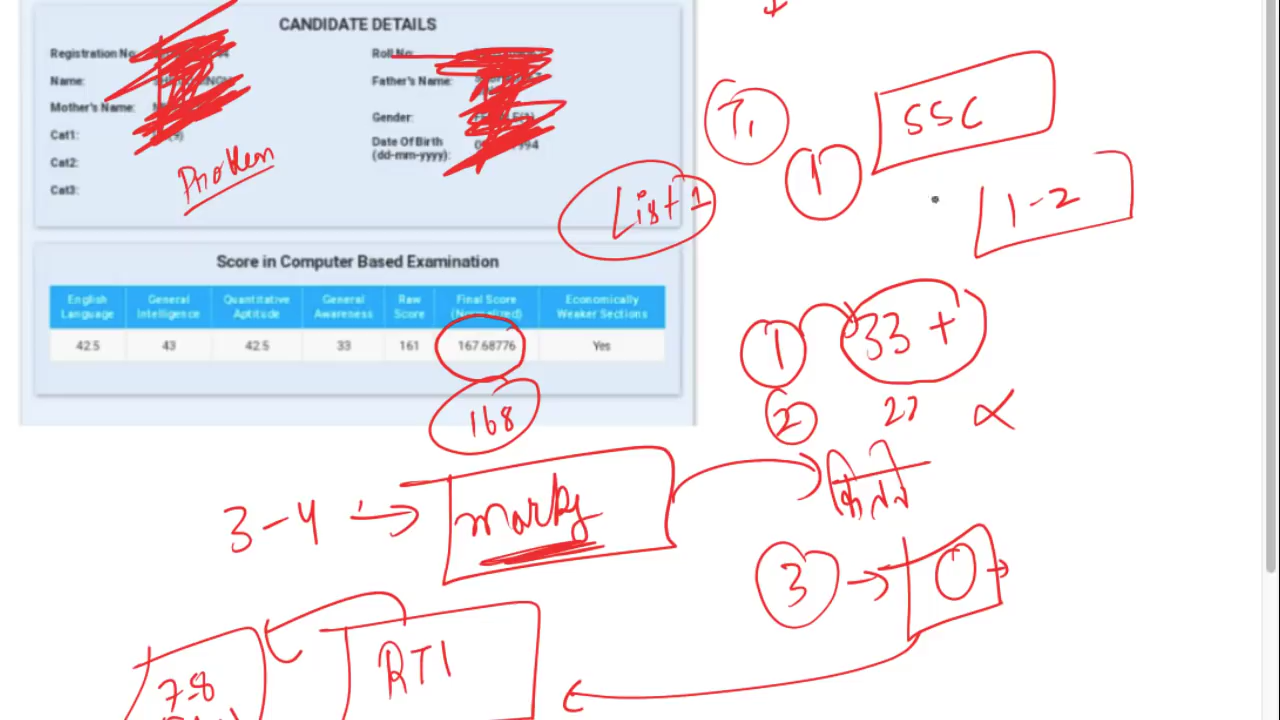 CANDIDATE DETAILS
Registration No:
Roll No:
Name:
Father's Name:
Mother's Name:
Gender:
Cat1:
Date Of Birth
(dd-mm-yyyy):
Cat2:
Cat3:
Problem
List 1
T1
1
SSC
1-2
Score in Computer Based Examination
English Language
General Intelligence
Quantitative Aptitude
General Awareness
Raw Score
Final Score (Normalized)
Economically Weaker Sections
42.5
43
42.5
33
161
167.68776
Yes
168
1
33 +
2
3-4
marks
3
0
RTI
7-8